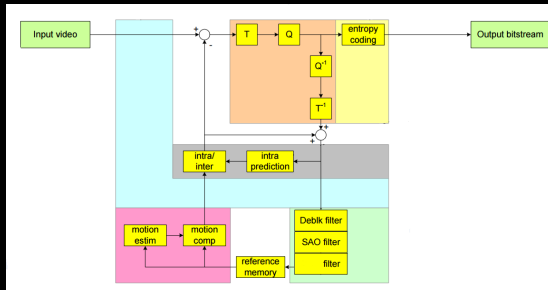 Input video
+
-
T
Q
entropy
coding
Output bitstream
Q-1
T-1
+
+
intra/
inter
intra
prediction
Deblk filter
SAO filter
filter
motion
estim
motion
comp
reference
memory